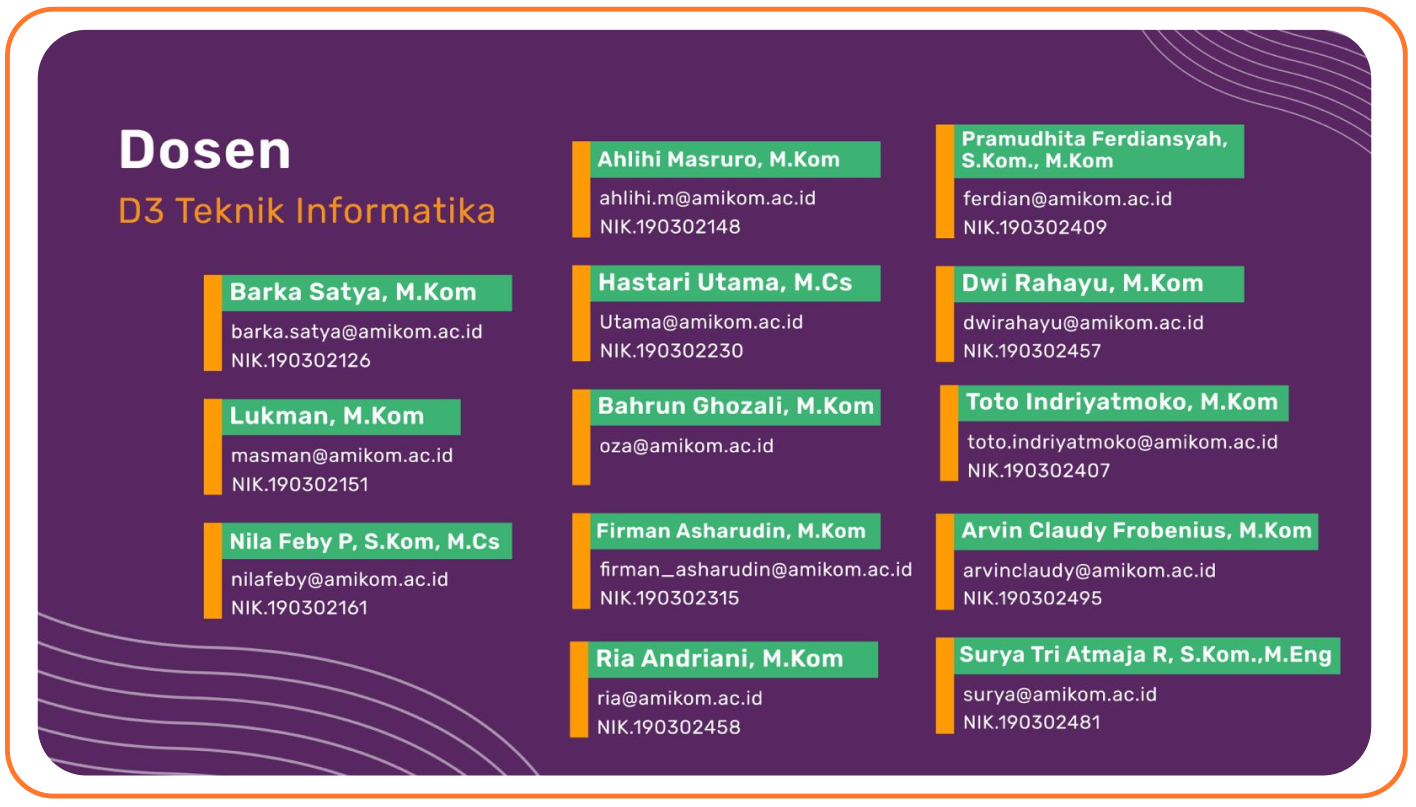 Dosen
D3 Teknik Informatika
Barka Satya, M.Kom
barka.satya@amikom.ac.id
NIK.190302126
Lukman, M.Kom
masman@amikom.ac.id
NIK.190302151
Nila Feby P, S.Kom, M.Cs
nilafeby@amikom.ac.id
NIK.190302161
Ahlihi Masruro, M.Kom
ahlihi.m@amikom.ac.id
NIK.190302148
Hastari Utama, M.Cs
Utama@amikom.ac.id
NIK.190302230
Bahrun Ghozali, M.Kom
oza@amikom.ac.id
Firman Asharudin, M.Kom
firman_asharudin@amikom.ac.id
NIK.190302315
Ria Andriani, M.Kom
ria@amikom.ac.id
NIK.190302458
Pramudhita Ferdiansyah,
S.Kom., M.Kom
ferdian@amikom.ac.id
NIK.190302409
Dwi Rahayu, M.Kom
dwirahayu@amikom.ac.id
NIK.190302457
Toto Indriyatmoko, M.Kom
toto.indriyatmoko@amikom.ac.id
NIK.190302407
Arvin Claudy Frobenius, M.Kom
arvinclaudy@amikom.ac.id
NIK.190302495
Surya Tri Atmaja R, S.Kom.,M.Eng
surya@amikom.ac.id
NIK.190302481